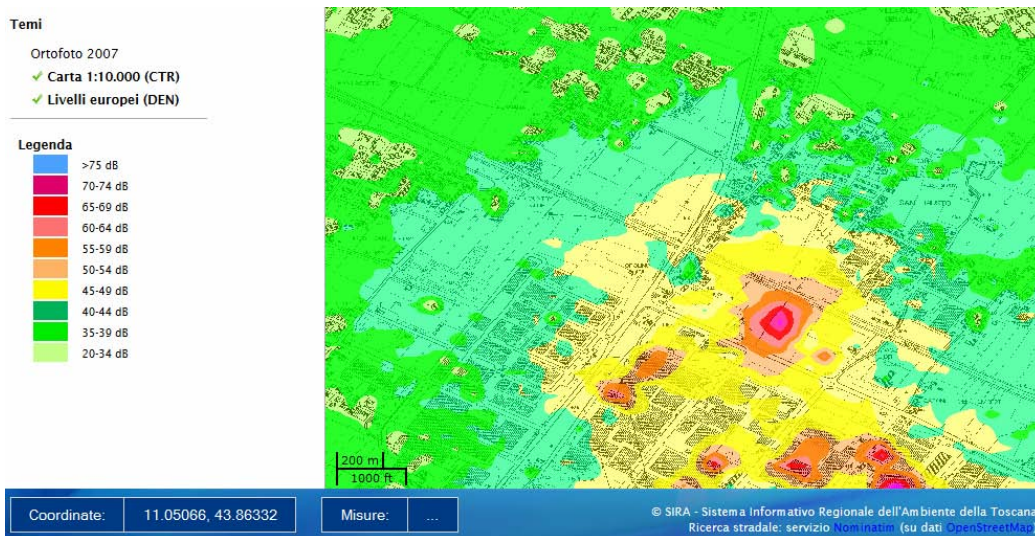 Temi
Ortofoto 2007
Carta 1:10.000 (CTR)
Livelli europei (DEN)
Legenda
>75 dB
70-74 dB
65-69 dB
60-64 dB
55-59 dB
50-54 dB
45-49 dB
40-44 dB
35-39 dB
20-34 dB
200 m
1000 ft
Coordinate: 11.05066, 43.86332 Misure: ...
© SIRA - Sistema Informativo Regionale dell'Ambiente della Toscana
Ricerca stradale: servizio Nominatim (su dati OpenStreetMap